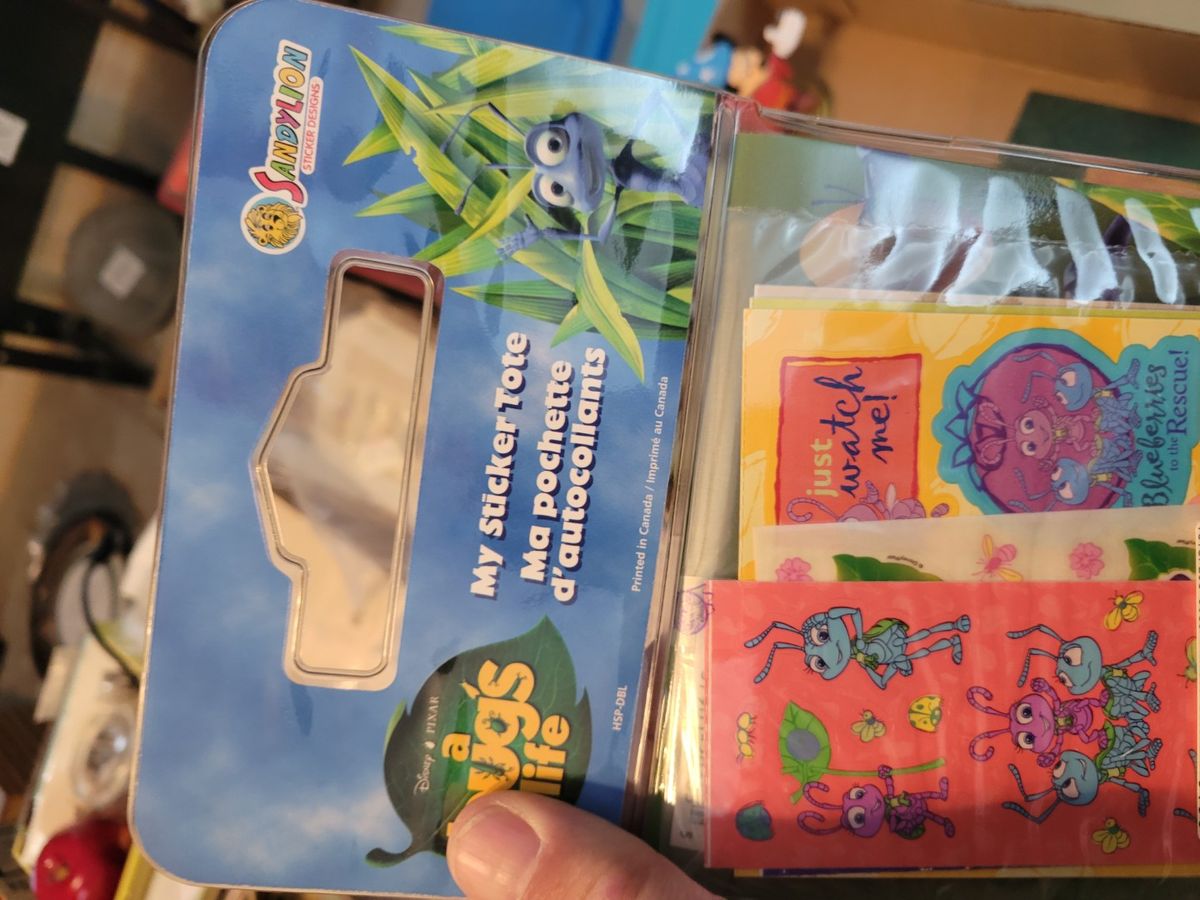 SANDYLION
STICKER DESIGNS
My Sticker Tote
Ma pochette
d'autocollants
Printed in Canada / Imprimé au Canada
Disney PIXAR
a
bug's
life
HSP-DBL
just
watch
me!
Blueberries
to the Rescue!